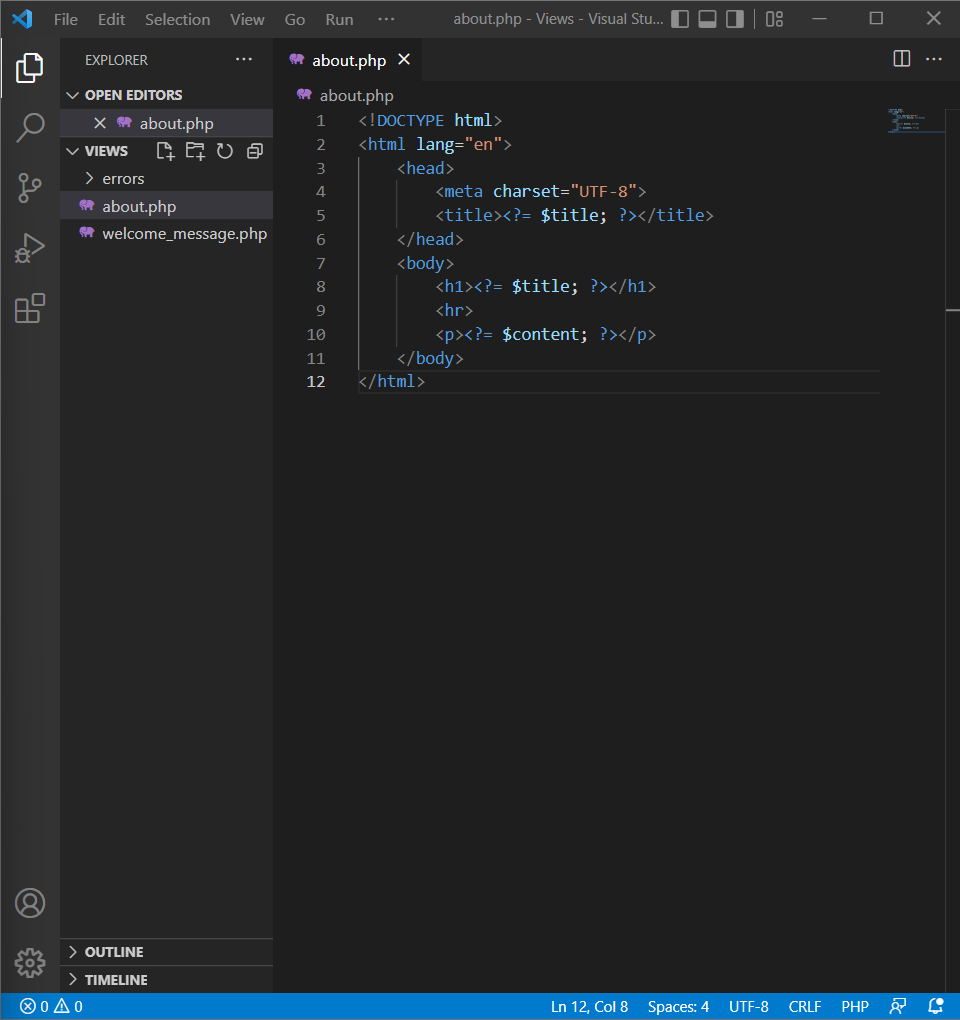 File Edit Selection View Go Run ··· about.php - Views - Visual Stu...
EXPLORER ···
OPEN EDITORS
about.php
VIEWS
errors
about.php
welcome_message.php
OUTLINE
TIMELINE
about.php
about.php
1 <!DOCTYPE html>
2 <html lang="en">
3     <head>
4         <meta charset="UTF-8">
5         <title><?= $title; ?></title>
6     </head>
7     <body>
8         <h1><?= $title; ?></h1>
9         <hr>
10         <p><?= $content; ?></p>
11     </body>
12 </html>
0 0 Ln 12, Col 8 Spaces: 4 UTF-8 CRLF PHP